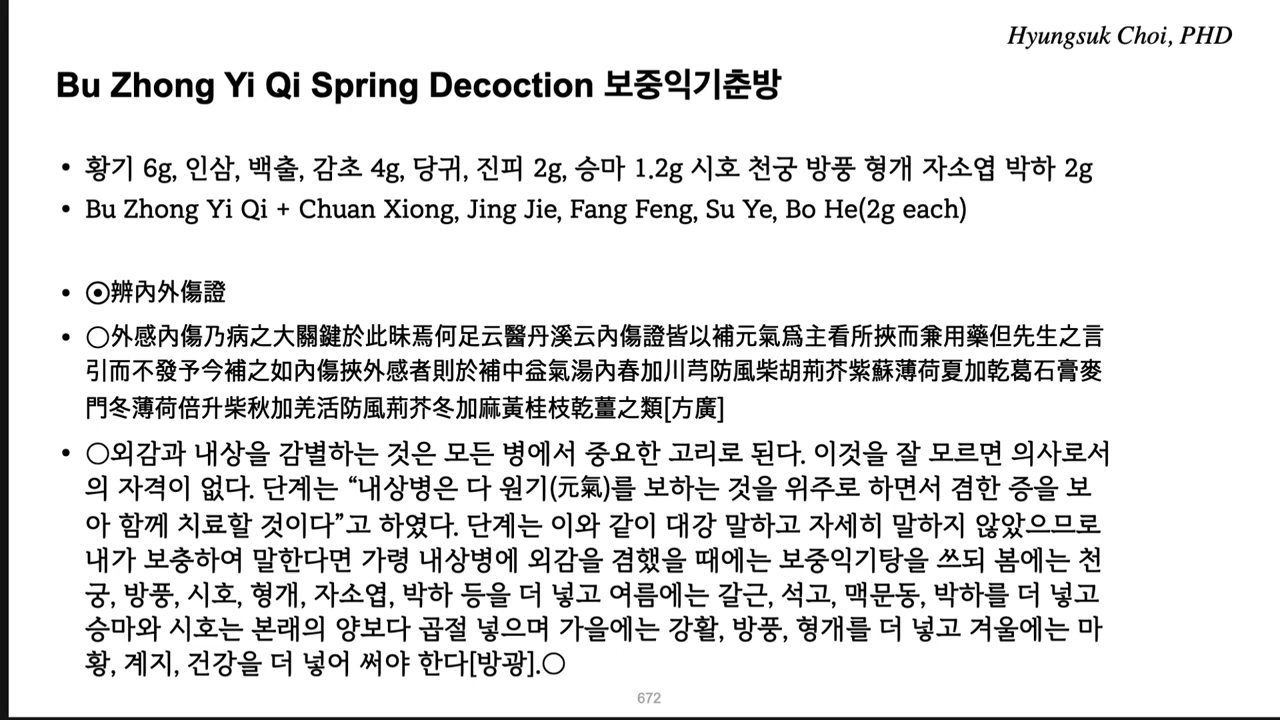 Hyungsuk Choi, PHD
Bu Zhong Yi Qi Spring Decoction 보중익기춘방
• 황기 6g, 인삼, 백출, 감초 4g, 당귀, 진피 2g, 승마 1.2g 시호 천궁 방풍 형개 자소엽 박하 2g
• Bu Zhong Yi Qi + Chuan Xiong, Jing Jie, Fang Feng, Su Ye, Bo He(2g each)
• ⊙辨內外傷證
• ○外感內傷乃病之大關鍵於此昧焉何足云醫丹溪云內傷證皆以補元氣爲主看所挾而兼用藥但先生之言
引而不發予今補之如內傷挾外感者則於補中益氣湯內春加川芎防風柴胡荊芥紫蘇薄荷夏加乾葛石膏麥
門冬薄荷倍升柴秋加羌活防風荊芥冬加麻黃桂枝乾薑之類[方廣]
• ○외감과 내상을 감별하는 것은 모든 병에서 중요한 고리로 된다. 이것을 잘 모르면 의사로서
의 자격이 없다. 단계는 “내상병은 다 원기(元氣)를 보하는 것을 위주로 하면서 겸한 증을 보
아 함께 치료할 것이다”고 하였다. 단계는 이와 같이 대강 말하고 자세히 말하지 않았으므로
내가 보충하여 말한다면 가령 내상병에 외감을 겸했을 때에는 보중익기탕을 쓰되 봄에는 천
궁, 방풍, 시호, 형개, 자소엽, 박하 등을 더 넣고 여름에는 갈근, 석고, 맥문동, 박하를 더 넣고
승마와 시호는 본래의 양보다 곱절 넣으며 가을에는 강활, 방풍, 형개를 더 넣고 겨울에는 마
황, 계지, 건강을 더 넣어 써야 한다[방광].○
672